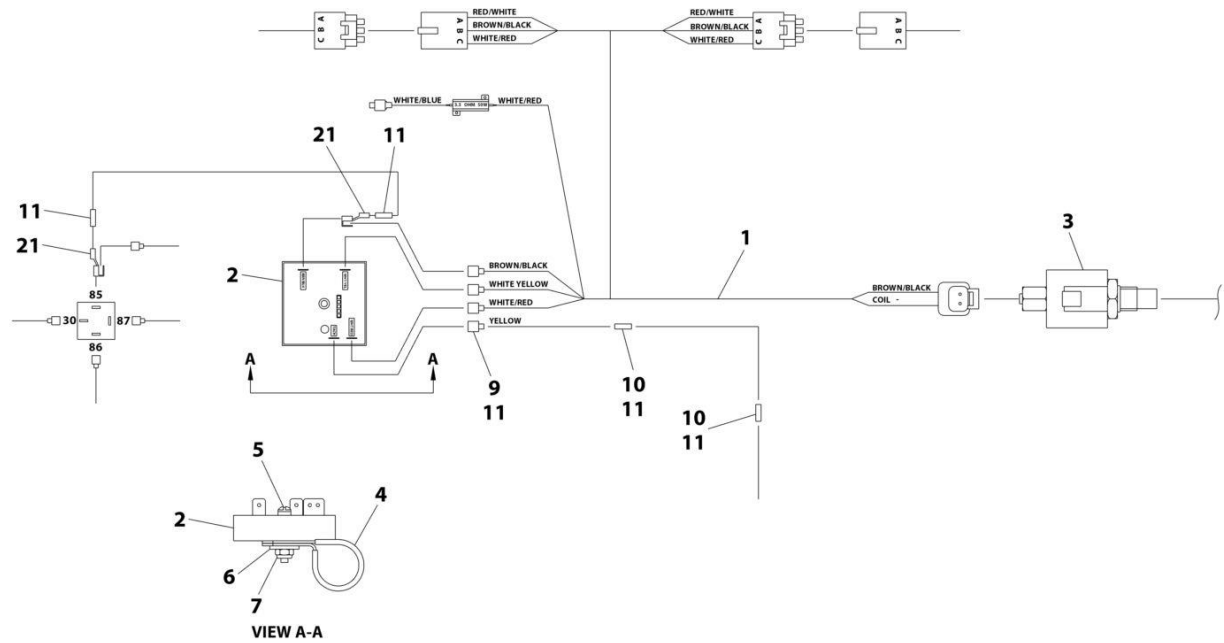 RED/WHITE
BROWN/BLACK
WHITE/RED
A
B
C
A
B
C
RED/WHITE
BROWN/BLACK
WHITE/RED
A
B
C
A
B
C
WHITE/BLUE
OHM 50W
WHITE/RED
21
11
11
21
2
1
3
85
30
87
86
BROWN/BLACK
WHITE YELLOW
WHITE/RED
YELLOW
BROWN/BLACK
COIL -
A
A
9
11
10
11
10
11
5
4
2
6
7
VIEW A-A